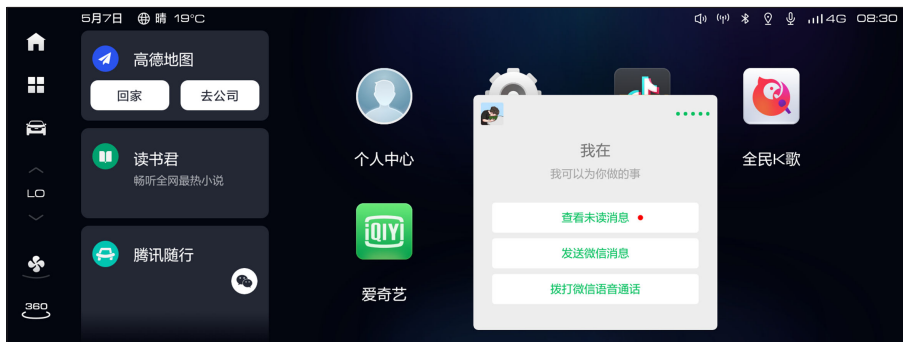 5月7日 晴 19°C
4G 08:30
高德地图
回家 去公司
读书君
畅听全网最热小说
腾讯随行
LO
360
个人中心
iQIYI
爱奇艺
全民K歌
我在
我可以为你做的事
查看未读消息
发送微信消息
拨打微信语音通话